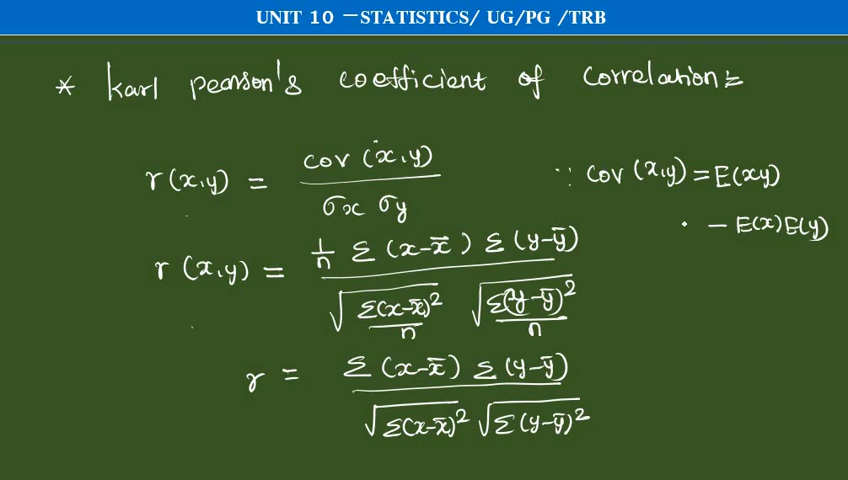 UNIT 10 – STATISTICS/ UG/PG /TRB
* Karl Pearson's coefficient of correlation:-
r(x,y) = cov (x,y) / σx σy ∵ cov (x,y) = E(xy)
- E(x)E(y)
r (x,y) = 1/n Σ (x-x̄) Σ (y-ȳ) / √(Σ(x-x̄)²/n) √(Σ(y-ȳ)²/n)
r = Σ (x-x̄) Σ (y-ȳ) / √Σ(x-x̄)² √Σ(y-ȳ)²